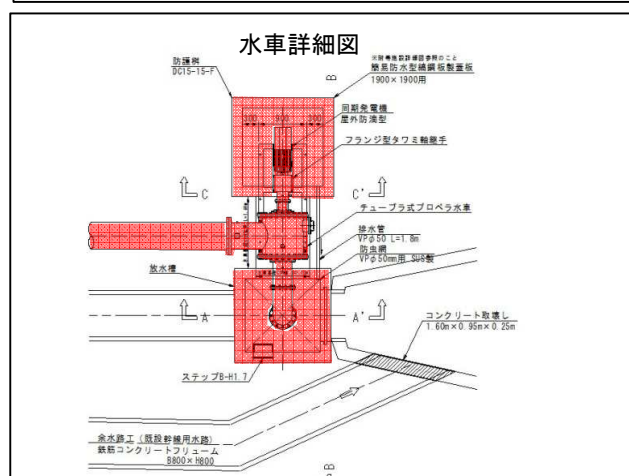 水車詳細図
防護柵
DC15-15-F
※附帯施設詳細図参照のこと
簡易防水型縞鋼板製蓋板
1900×1900用
B
300 900 300
同期発電機
屋外防滴型
フランジ型タワミ軸継手
C C'
チューブラ式プロペラ水車
排水管
VPφ50 L=1.8m
防虫網
VPφ50mm用 SUS製
放水槽
A A'
コンクリート取壊し
1.60m×0.95m×0.25m
ステップB-H1.7
余水路工（既設幹線用水路）
鉄筋コンクリートフリューム
B800×H800